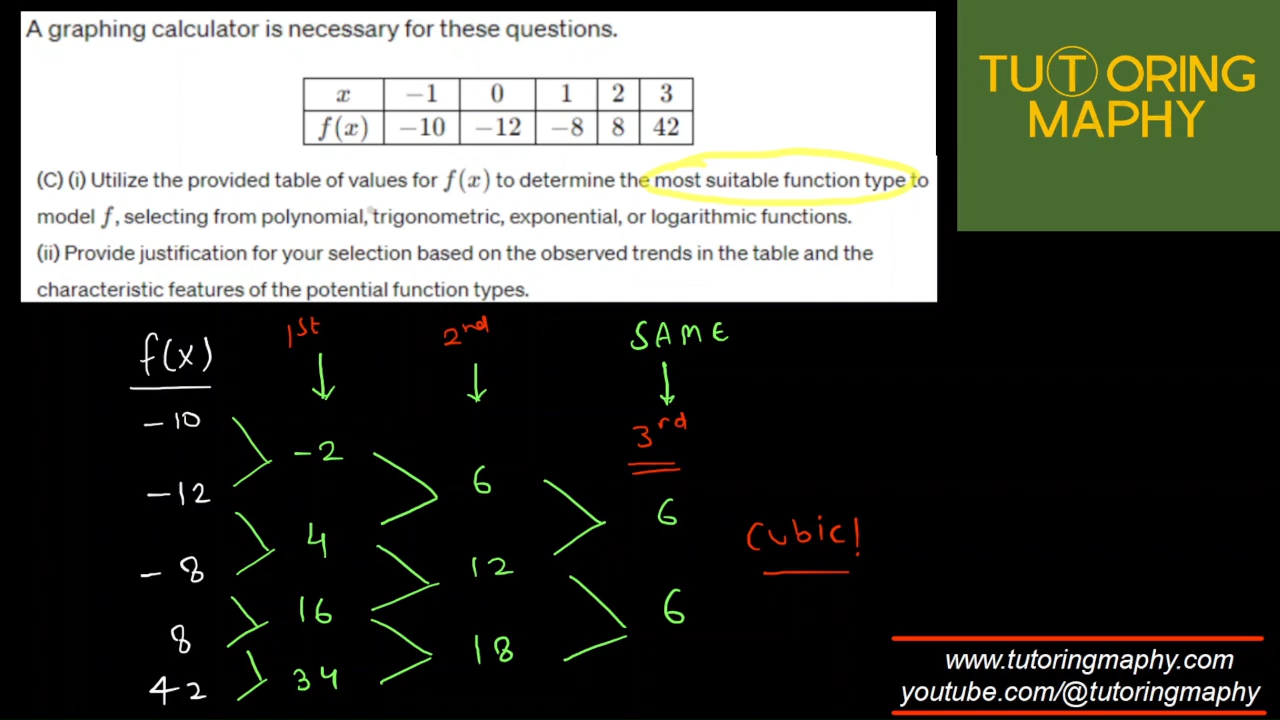 A graphing calculator is necessary for these questions.
TUTORING
MAPHY
x −1 0 1 2 3
f(x) −10 −12 −8 8 42
(C) (i) Utilize the provided table of values for f(x) to determine the most suitable function type to
model f, selecting from polynomial, trigonometric, exponential, or logarithmic functions.
(ii) Provide justification for your selection based on the observed trends in the table and the
characteristic features of the potential function types.
f(x) 1st 2nd SAME
3rd
-10
-2
6
-12
6
4
Cubic!
-8
12
16
6
8
18
34
42
www.tutoringmaphy.com
youtube.com/@tutoringmaphy